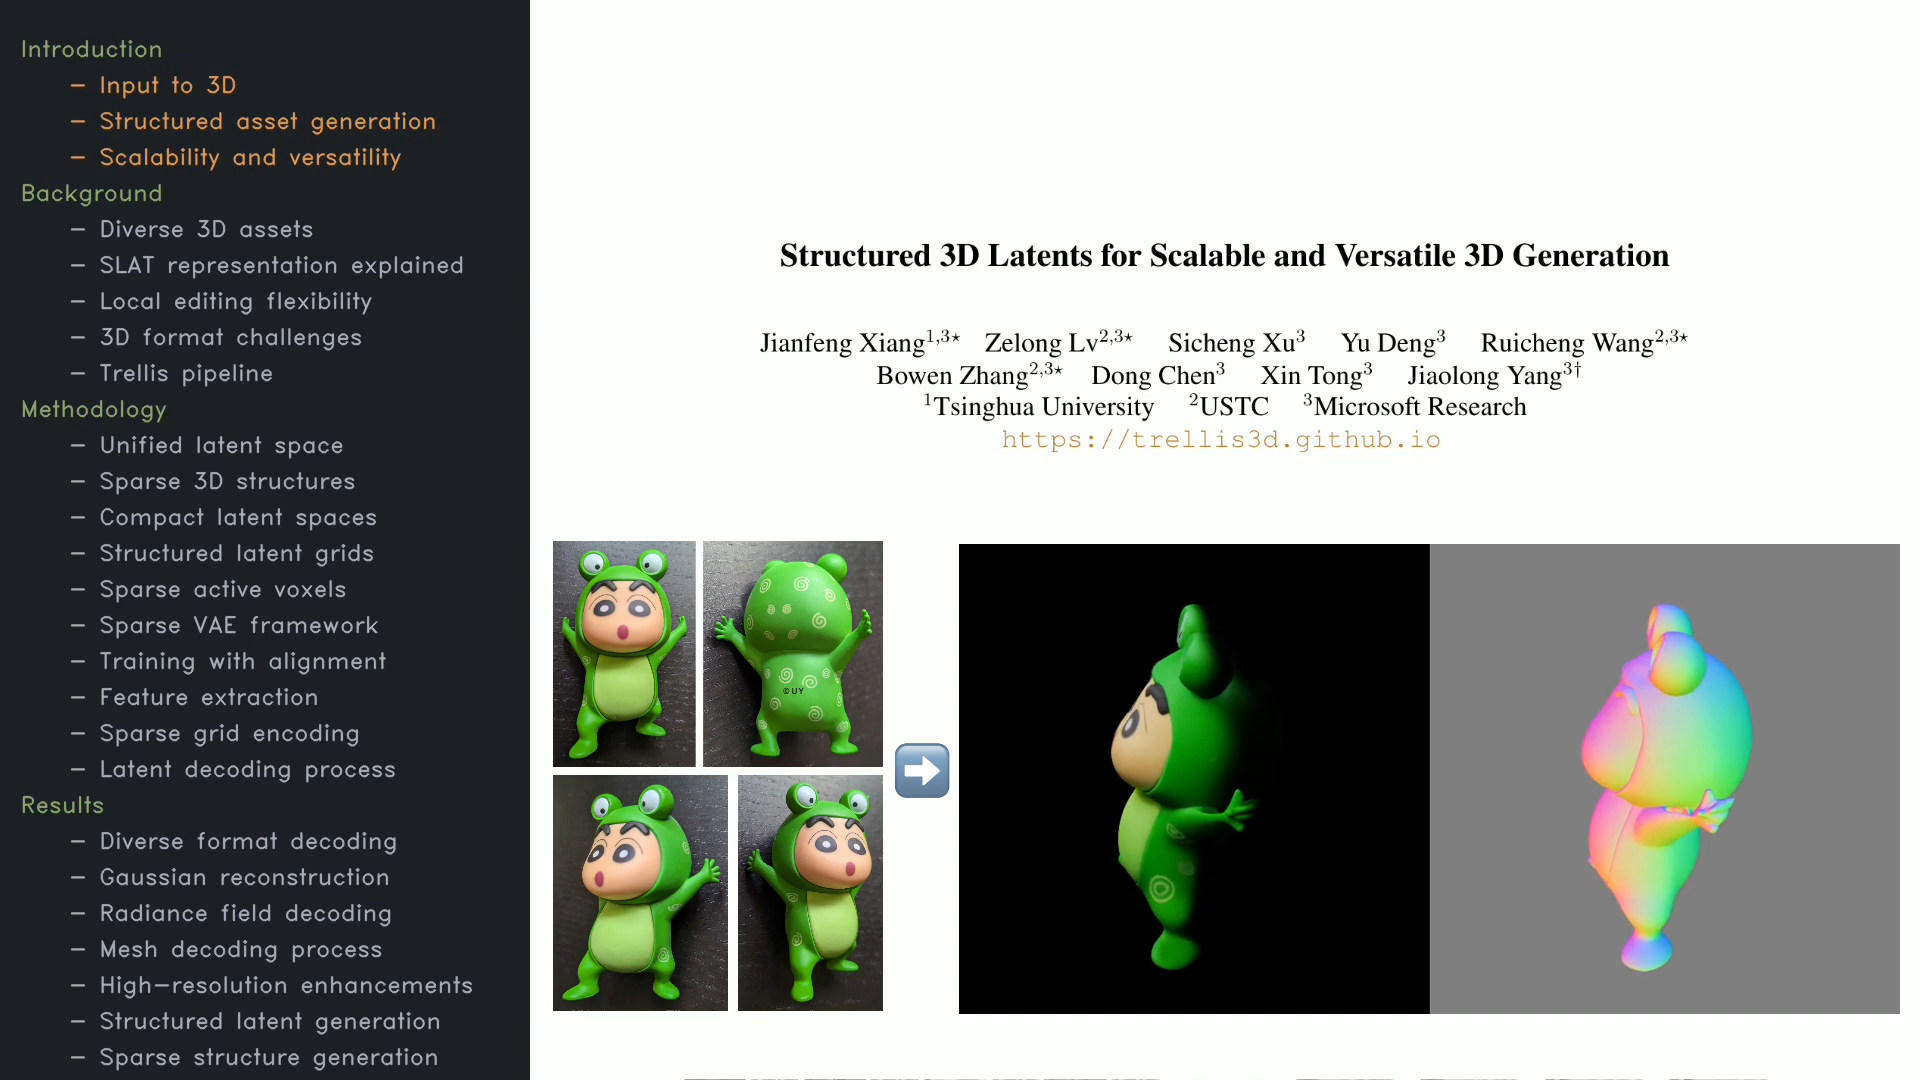 Introduction
– Input to 3D
– Structured asset generation
– Scalability and versatility
Background
– Diverse 3D assets
– SLAT representation explained
– Local editing flexibility
– 3D format challenges
– Trellis pipeline
Methodology
– Unified latent space
– Sparse 3D structures
– Compact latent spaces
– Structured latent grids
– Sparse active voxels
– Sparse VAE framework
– Training with alignment
– Feature extraction
– Sparse grid encoding
– Latent decoding process
Results
– Diverse format decoding
– Gaussian reconstruction
– Radiance field decoding
– Mesh decoding process
– High-resolution enhancements
– Structured latent generation
– Sparse structure generation
Structured 3D Latents for Scalable and Versatile 3D Generation
Jianfeng Xiang1,3⋆ Zelong Lv2,3⋆ Sicheng Xu3 Yu Deng3 Ruicheng Wang2,3⋆
Bowen Zhang2,3⋆ Dong Chen3 Xin Tong3 Jiaolong Yang3†
1Tsinghua University 2USTC 3Microsoft Research
https://trellis3d.github.io
©UY